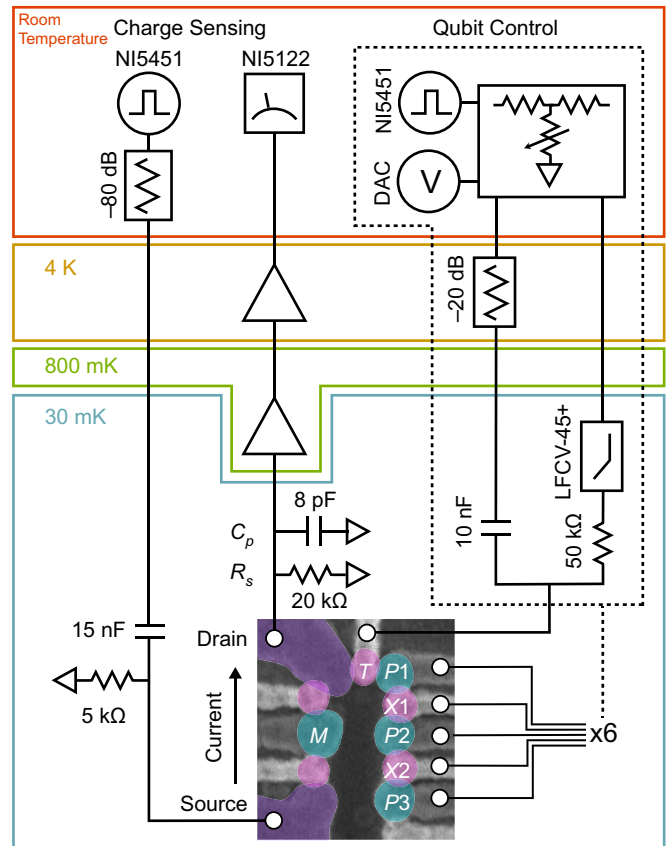 Room
Temperature
Charge Sensing
Qubit Control
NI5451
NI5122
NI5451
DAC
V
–80 dB
4 K
–20 dB
800 mK
30 mK
LFCV-45+
8 pF
Cp
10 nF
50 kΩ
Rs
20 kΩ
15 nF
Drain
T
P1
5 kΩ
X1
Current
M
P2
x6
X2
Source
P3